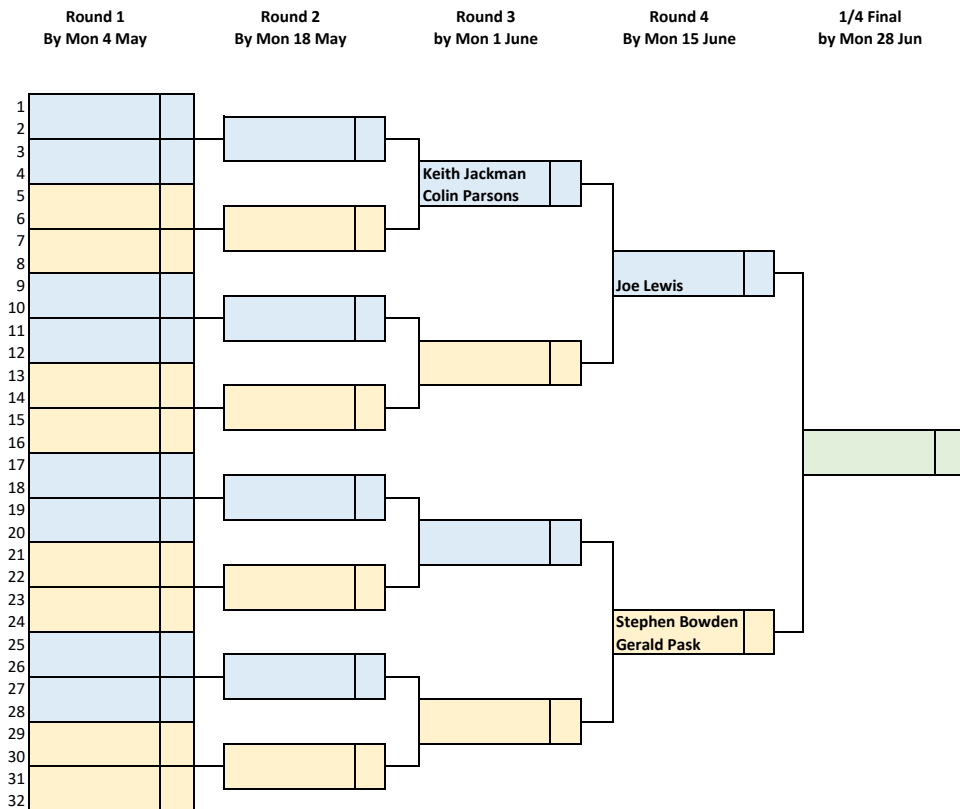 Round 1
By Mon 4 May
Round 2
By Mon 18 May
Round 3
by Mon 1 June
Round 4
By Mon 15 June
1/4 Final
by Mon 28 Jun
1
2
3
4
5
6
7
8
9
10
11
12
13
14
15
16
17
18
19
20
21
22
23
24
25
26
27
28
29
30
31
32
Keith Jackman
Colin Parsons
Joe Lewis
Stephen Bowden
Gerald Pask